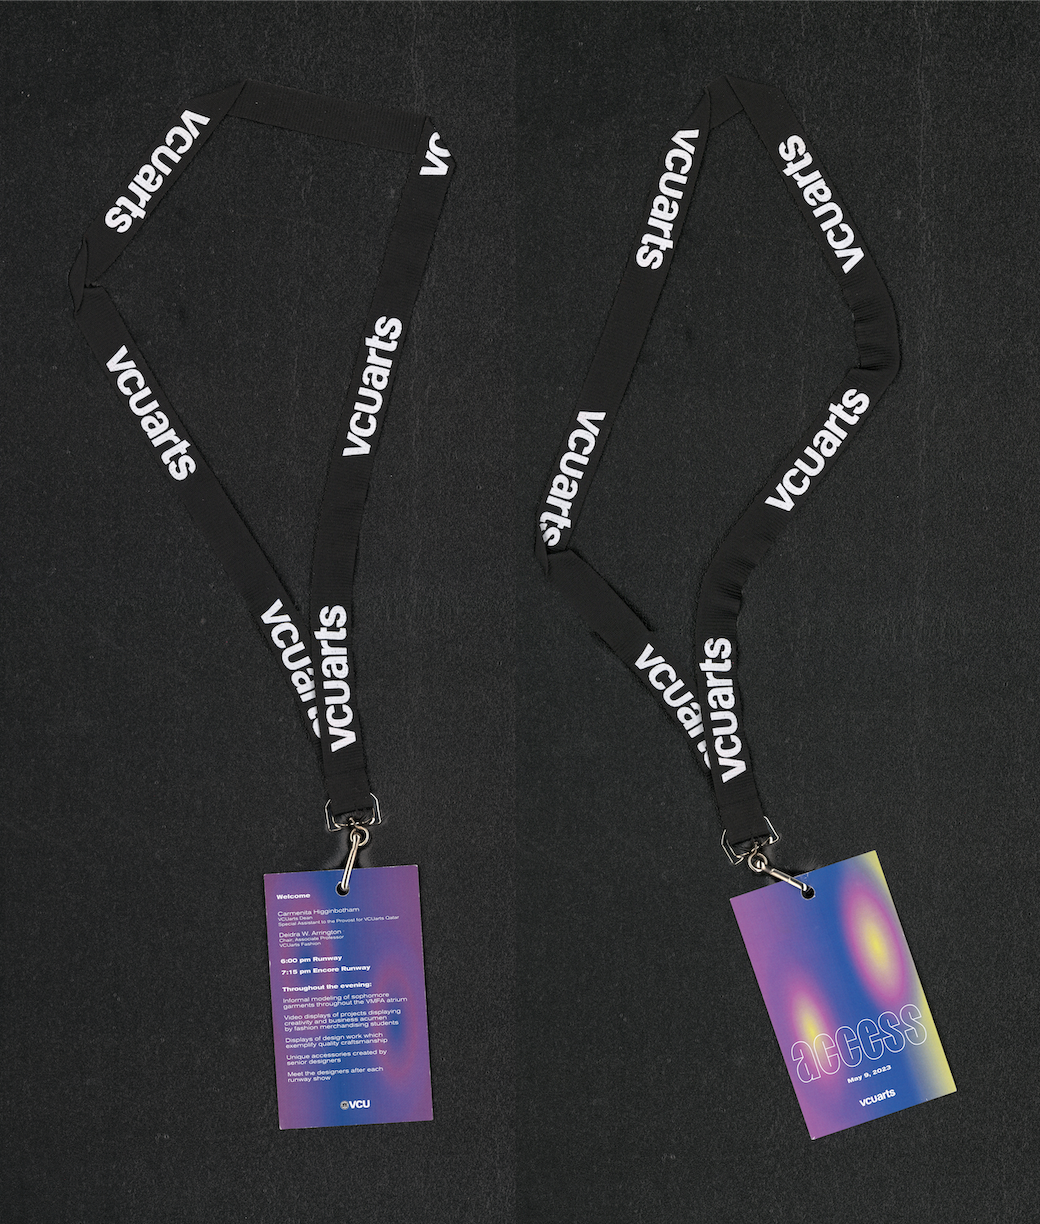 vcuarts
vc
vcuarts
vcuarts
vcuar
vcuarts
Welcome
Carmenita Higginbotham
VCUarts Dean
Special Assistant to the Provost for VCUarts Qatar
Deidra W. Arrington
Chair, Associate Professor
VCUarts Fashion
6:00 pm Runway
7:15 pm Encore Runway
Throughout the evening:
Informal modeling of sophomore
garments throughout the VMFA atrium
Video displays of projects displaying
creativity and business acumen
by fashion merchandising students
Displays of design work which
exemplify quality craftsmanship
Unique accessories created by
senior designers
Meet the designers after each
runway show
VCU
vcuarts
vcuarts
vcuarts
vcuarts
vcuar
vcuarts
access
May 9, 2023
vcuarts